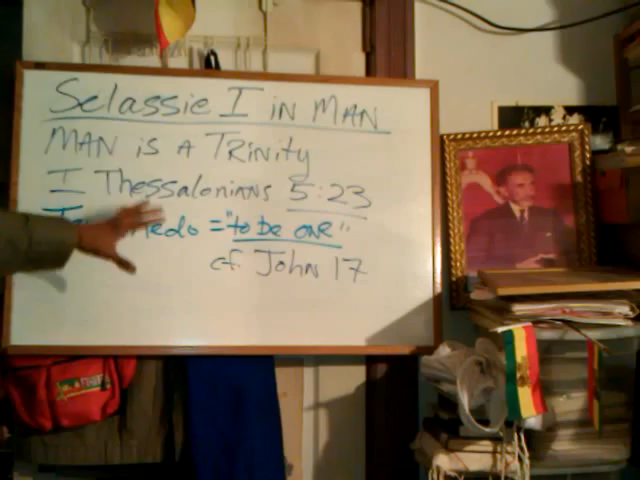 Selassie I in MAN
MAN is A Trinity
I Thessalonians 5:23
= "to be one"
cf. John 17